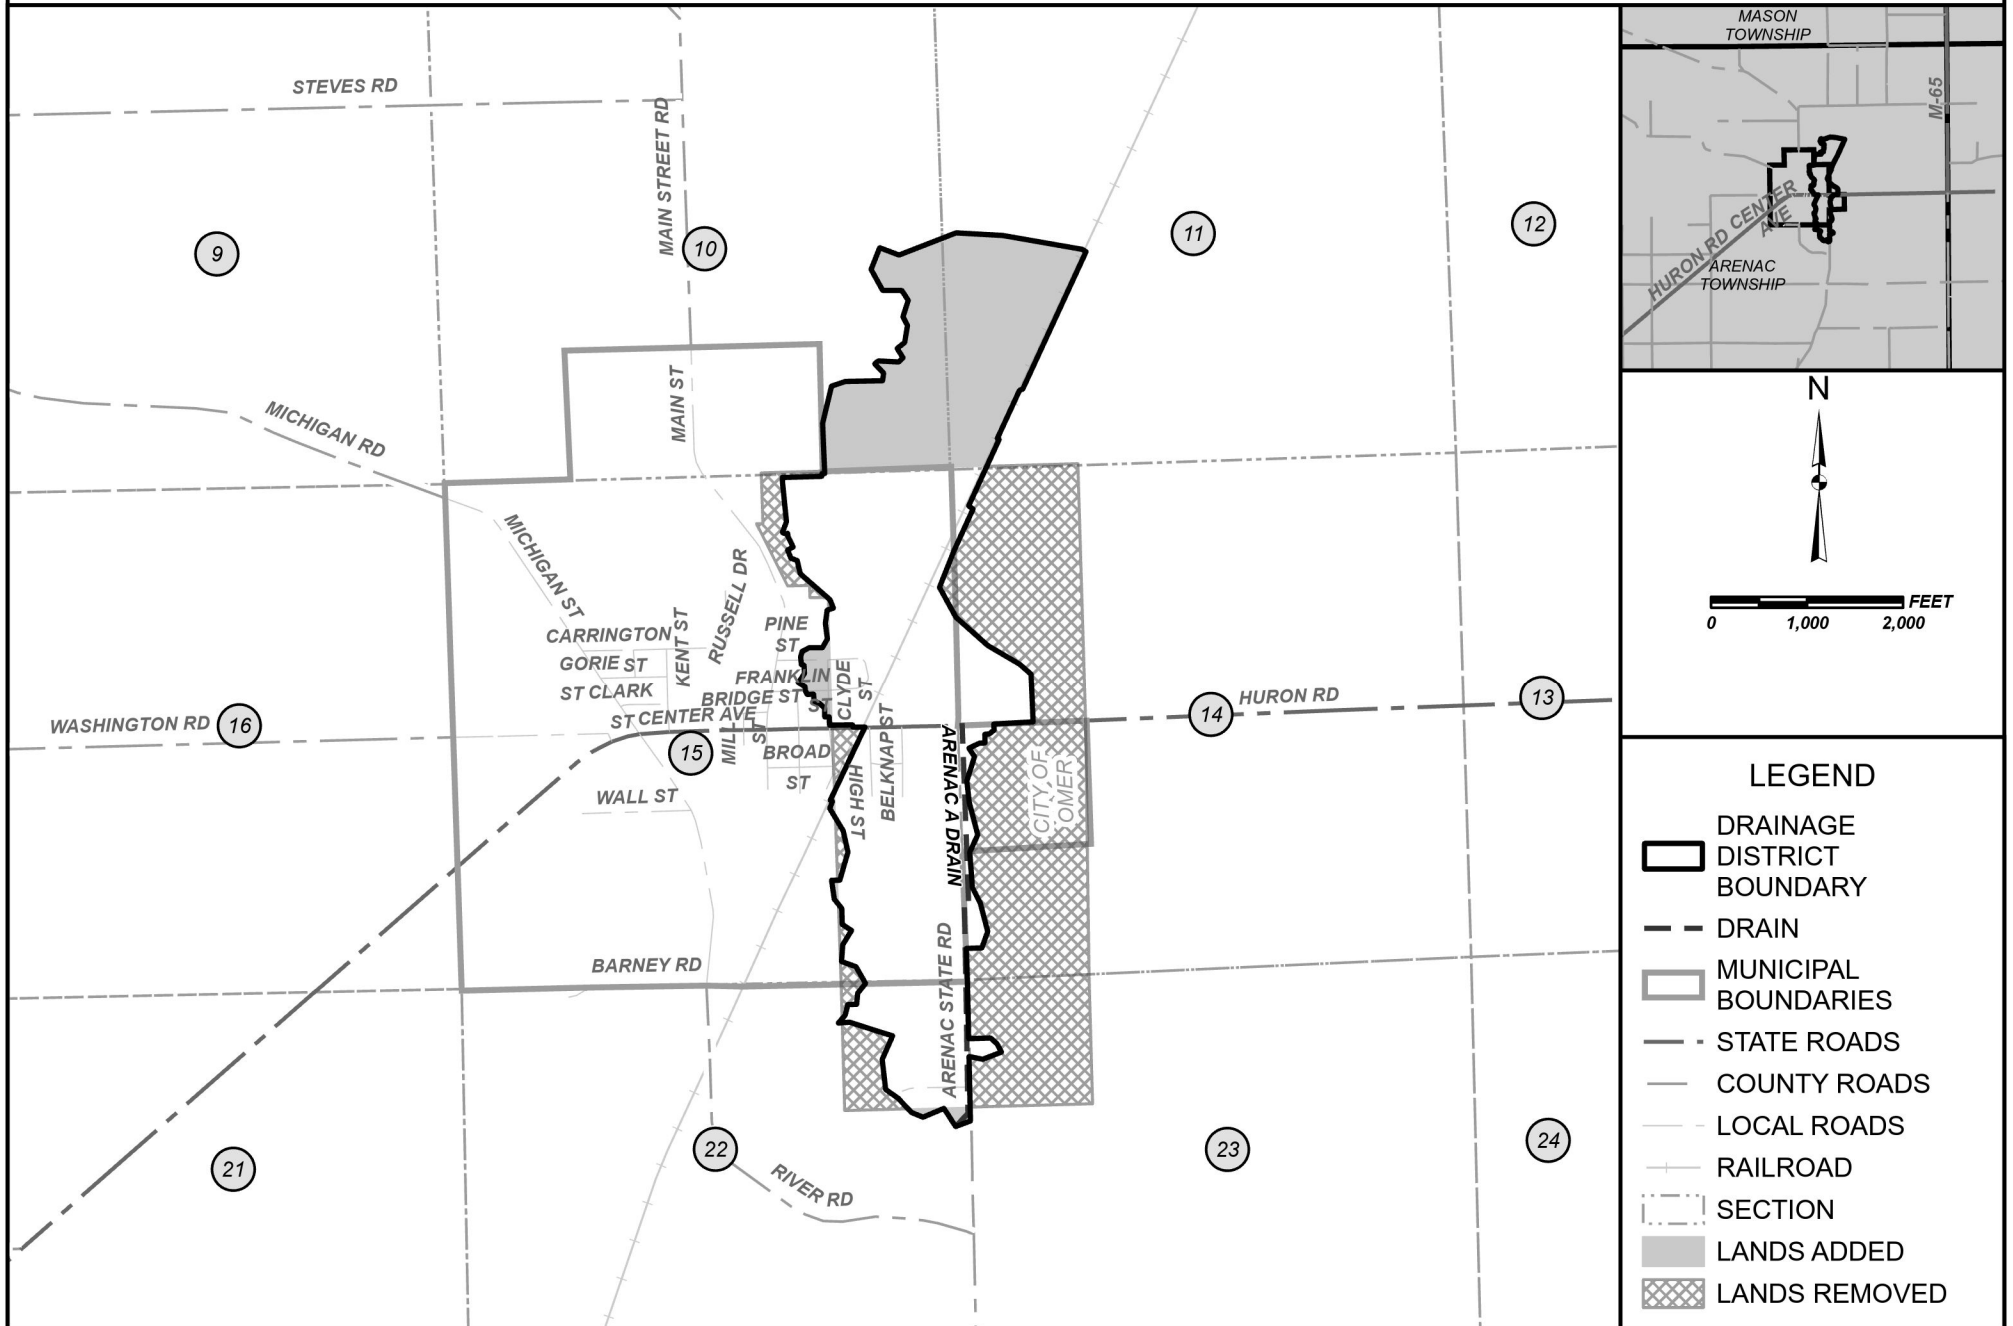 STEVES RD
MAIN STREET RD
9
10
11
12
MICHIGAN RD
MAIN ST
MICHIGAN ST
RUSSELL DR
KENT ST
PINE
ST
CARRINGTON
GORIE ST
ST CLARK
ST CENTER AVE
FRANKLIN
BRIDGE ST
ST
CLYDE
ST
WASHINGTON RD
16
15
MILL
ST
BROAD
ST
HIGH ST
BELKNAP ST
ARENAC A DRAIN
CITY OF
OMER
14
HURON RD
13
WALL ST
BARNEY RD
ARENAC STATE RD
21
22
23
24
RIVER RD
MASON
TOWNSHIP
M-65
HURON RD CENTER
AVE
ARENAC
TOWNSHIP
N
FEET
0 1,000 2,000
LEGEND
DRAINAGE
DISTRICT
BOUNDARY
DRAIN
MUNICIPAL
BOUNDARIES
STATE ROADS
COUNTY ROADS
LOCAL ROADS
RAILROAD
SECTION
LANDS ADDED
LANDS REMOVED